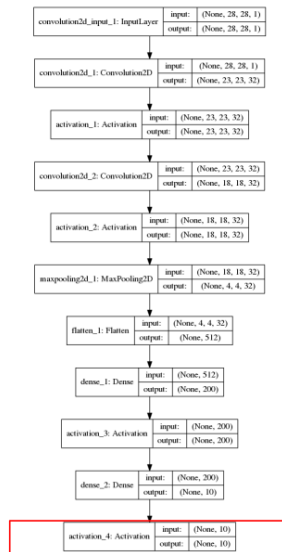 convolution2d_input_1: InputLayer input: (None, 28, 28, 1)
output: (None, 28, 28, 1)
convolution2d_1: Convolution2D input: (None, 28, 28, 1)
output: (None, 23, 23, 32)
activation_1: Activation input: (None, 23, 23, 32)
output: (None, 23, 23, 32)
convolution2d_2: Convolution2D input: (None, 23, 23, 32)
output: (None, 18, 18, 32)
activation_2: Activation input: (None, 18, 18, 32)
output: (None, 18, 18, 32)
maxpooling2d_1: MaxPooling2D input: (None, 18, 18, 32)
output: (None, 4, 4, 32)
flatten_1: Flatten input: (None, 4, 4, 32)
output: (None, 512)
dense_1: Dense input: (None, 512)
output: (None, 200)
activation_3: Activation input: (None, 200)
output: (None, 200)
dense_2: Dense input: (None, 200)
output: (None, 10)
activation_4: Activation input: (None, 10)
output: (None, 10)